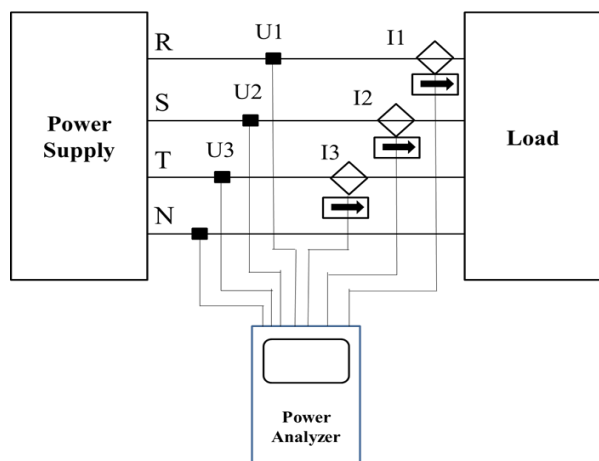 U1
I1
R
U2
I2
S
Power
Supply
Load
U3
I3
T
N
Power
Analyzer